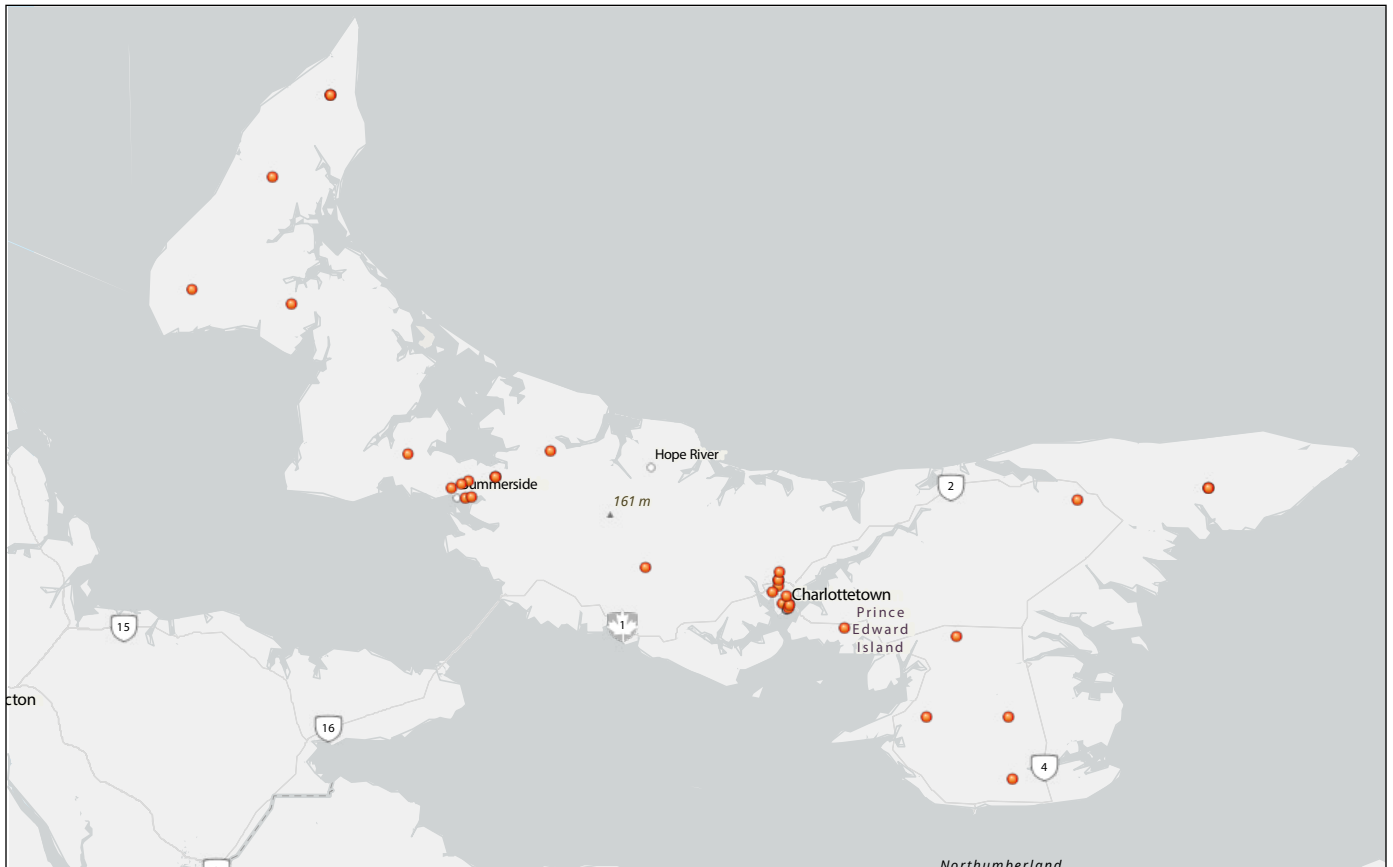 Hope River
Summerside
161 m
2
Charlottetown
Prince
Edward
Island
1
15
cton
16
4
Northumberland